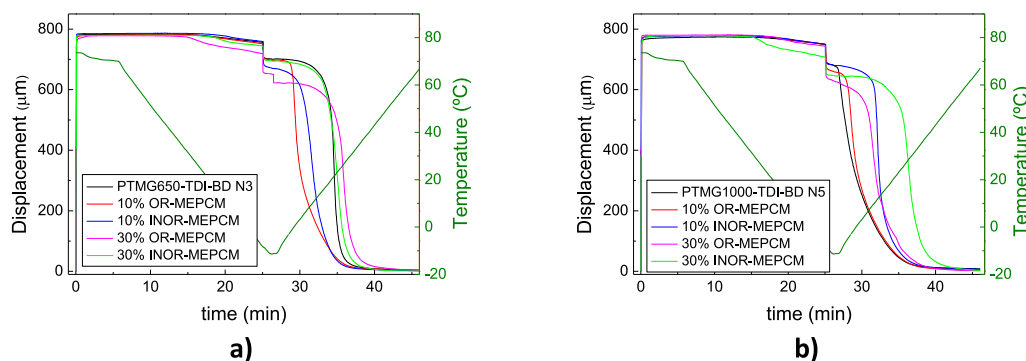 800
600
400
200
0
Displacement (µm)
80
60
40
20
0
-20
Temperature (ºC)
PTMG650-TDI-BD N3
10% OR-MEPCM
10% INOR-MEPCM
30% OR-MEPCM
30% INOR-MEPCM
0 10 20 30 40
time (min)
a)
800
600
400
200
0
Displacement (µm)
80
60
40
20
0
-20
Temperature (ºC)
PTMG1000-TDI-BD N5
10% OR-MEPCM
10% INOR-MEPCM
30% OR-MEPCM
30% INOR-MEPCM
0 10 20 30 40
time (min)
b)